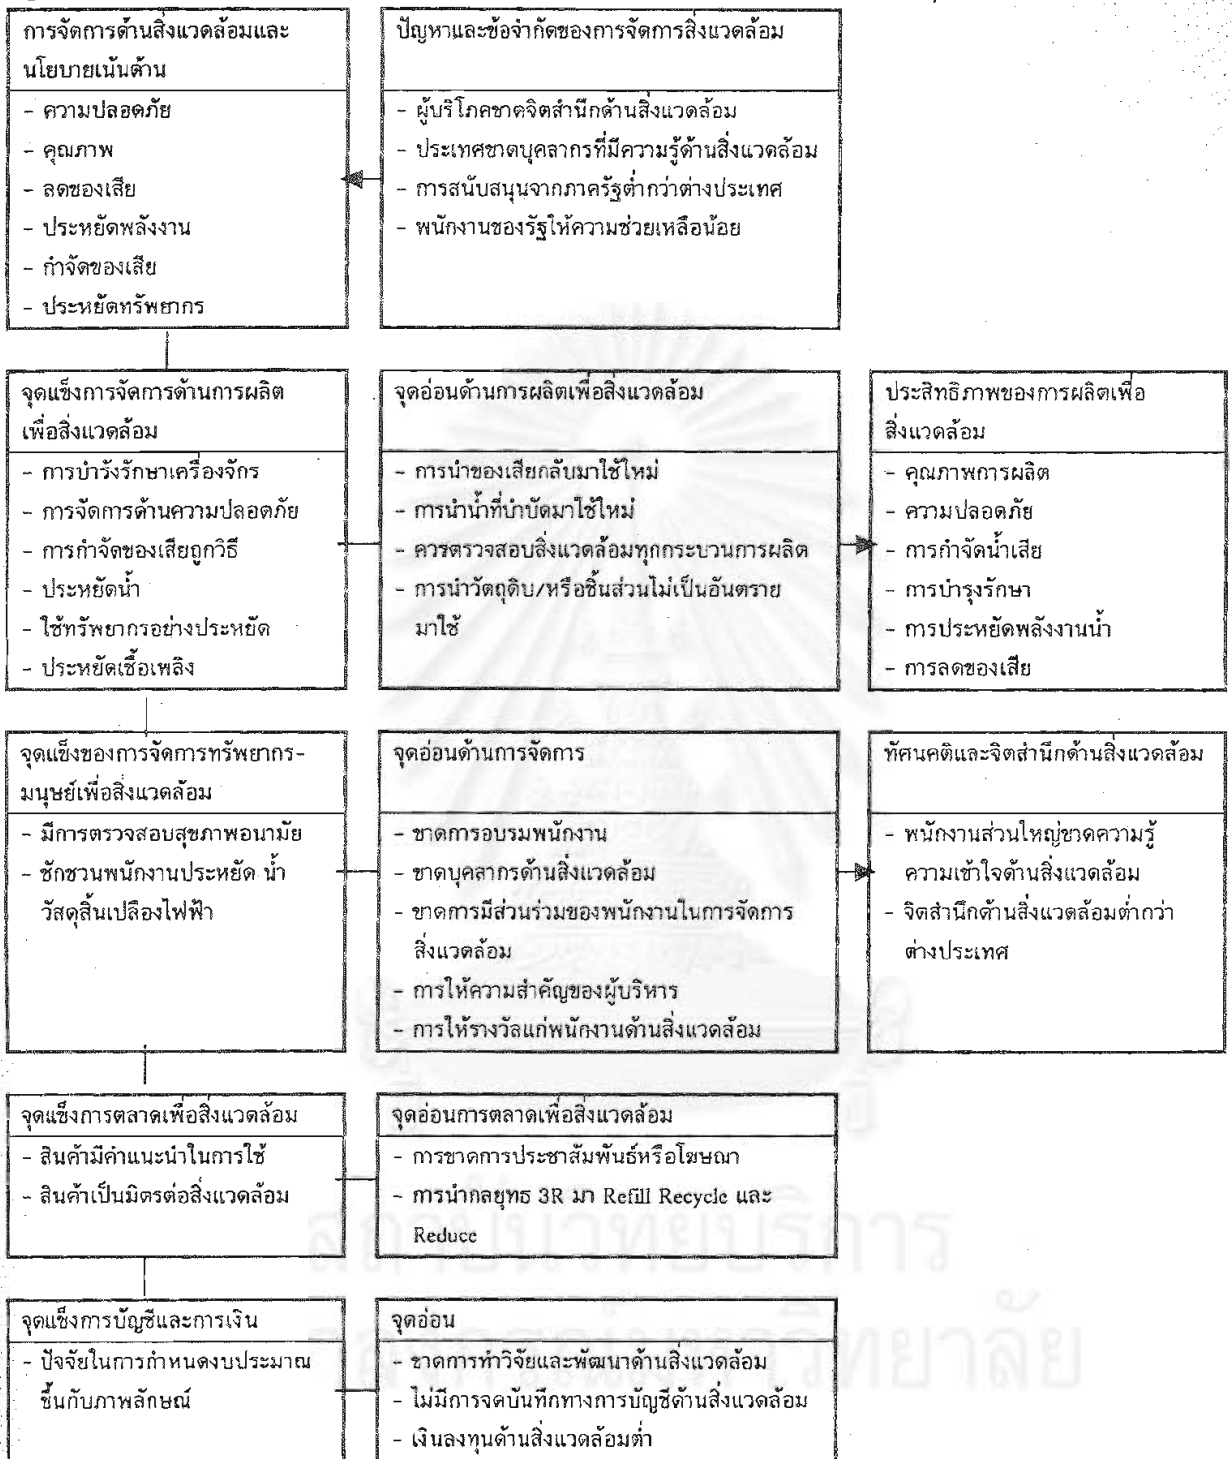 การจัดการด้านสิ่งแวดล้อมและ
นโยบายเน้นด้าน
- ความปลอดภัย
- คุณภาพ
- ลดของเสีย
- ประหยัดพลังงาน
- กำจัดของเสีย
- ประหยัดทรัพยากร
ปัญหาและข้อจำกัดของการจัดการสิ่งแวดล้อม
- ผู้บริโภคขาดจิตสำนึกด้านสิ่งแวดล้อม
- ประเทศขาดบุคลากรที่มีความรู้ด้านสิ่งแวดล้อม
- การสนับสนุนจากภาครัฐต่ำกว่าต่างประเทศ
- พนักงานของรัฐให้ความช่วยเหลือน้อย
จุดแข็งการจัดการด้านการผลิต
เพื่อสิ่งแวดล้อม
- การบำรังรักษาเครื่องจักร
- การจัดการด้านความปลอดภัย
- การกำจัดของเสียถูกวิธี
- ประหยัดน้ำ
- ใช้ทรัพยากรอย่างประหยัด
- ประหยัดเชื้อเพลิง
จุดอ่อนด้านการผลิตเพื่อสิ่งแวดล้อม
- การนำของเสียกลับมาใช้ใหม่
- การนำน้ำที่บำบัดมาใช้ใหม่
- ควรตรวจสอบสิ่งแวดล้อมทุกกระบวนการผลิต
- การนำวัตถุดิบ/หรือชิ้นส่วนไม่เป็นอันตราย
มาใช้
ประสิทธิภาพของการผลิตเพื่อ
สิ่งแวดล้อม
- คุณภาพการผลิต
- ความปลอดภัย
- การกำจัดน้ำเสีย
- การบำรุงรักษา
- การประหยัดพลังงานน้ำ
- การลดของเสีย
จุดแข็งของการจัดการทรัพยากร-
มนุษย์เพื่อสิ่งแวดล้อม
- มีการตรวจสอบสุขภาพอนามัย
- ชักชวนพนักงานประหยัด น้ำ
วัสดุสิ้นเปลืองไฟฟ้า
จุดอ่อนด้านการจัดการ
- ขาดการอบรมพนักงาน
- ขาดบุคลากรด้านสิ่งแวดล้อม
- ขาดการมีส่วนร่วมของพนักงานในการจัดการ
สิ่งแวดล้อม
- การให้ความสำคัญของผู้บริหาร
- การให้รางวัลแก่พนักงานด้านสิ่งแวดล้อม
ทัศนคติและจิตสำนึกด้านสิ่งแวดล้อม
- พนักงานส่วนใหญ่ขาดความรู้
ความเข้าใจด้านสิ่งแวดล้อม
- จิตสำนึกด้านสิ่งแวดล้อมต่ำกว่า
ต่างประเทศ
จุดแข็งการตลาดเพื่อสิ่งแวดล้อม
- สินค้ามีคำแนะนำในการใช้
- สินค้าเป็นมิตรต่อสิ่งแวดล้อม
จุดอ่อนการตลาดเพื่อสิ่งแวดล้อม
- การขาดการประชาสัมพันธ์หรือโฆษณา
- การนำกลยุทธ 3R มา Refill Recycle และ
Reduce
จุดแข็งการบัญชีและการเงิน
- ปัจจัยในการกำหนดงบประมาณ
ขึ้นกับภาพลักษณ์
จุดอ่อน
- ขาดการทำวิจัยและพัฒนาด้านสิ่งแวดล้อม
- ไม่มีการจดบันทึกทางการบัญชีด้านสิ่งแวดล้อม
- เงินลงทุนด้านสิ่งแวดล้อมต่ำ
สถาบันวิทยบริการ